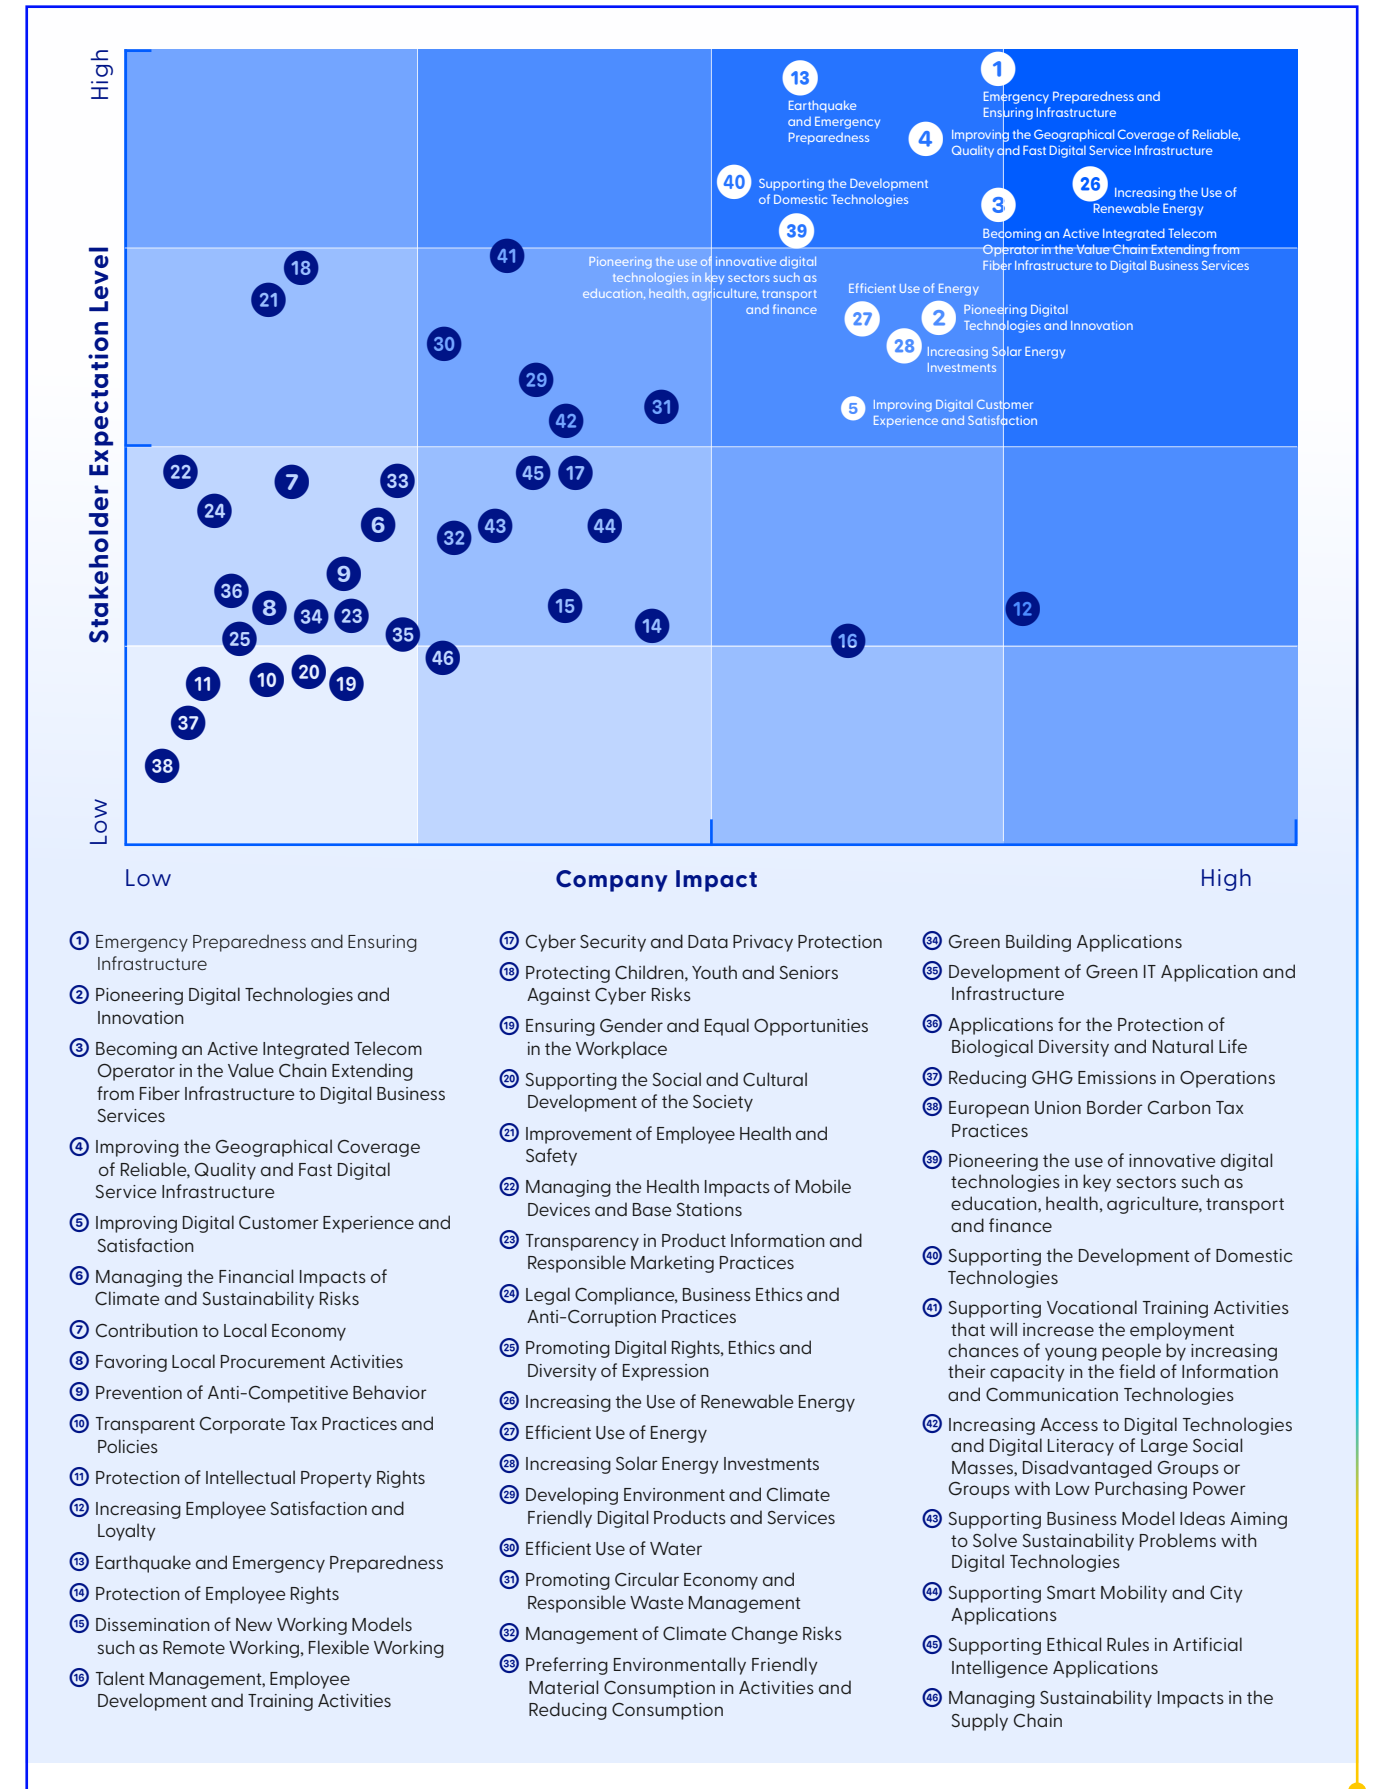 High
13
Earthquake
and Emergency
Preparedness
1
Emergency Preparedness and
Ensuring Infrastructure
4
Improving the Geographical Coverage of Reliable,
Quality and Fast Digital Service Infrastructure
40
Supporting the Development
of Domestic Technologies
26
Increasing the Use of
Renewable Energy
3
Becoming an Active Integrated Telecom
Operator in the Value Chain Extending from
Fiber Infrastructure to Digital Business Services
39
Pioneering the use of innovative digital
technologies in key sectors such as
education, health, agriculture, transport
and finance
41
18
21
Efficient Use of Energy
27
2
Pioneering Digital
Technologies and Innovation
28
Increasing Solar Energy
Investments
30
29
42
31
5
Improving Digital Customer
Experience and Satisfaction
Stakeholder Expectation Level
22
7
33
45
17
24
6
32
43
44
9
36
8
34
23
15
12
25
35
14
16
46
11
10
20
19
37
38
Low
Low
Company Impact
High
1 Emergency Preparedness and Ensuring
Infrastructure
2 Pioneering Digital Technologies and
Innovation
3 Becoming an Active Integrated Telecom
Operator in the Value Chain Extending
from Fiber Infrastructure to Digital Business
Services
4 Improving the Geographical Coverage
of Reliable, Quality and Fast Digital
Service Infrastructure
5 Improving Digital Customer Experience and
Satisfaction
6 Managing the Financial Impacts of
Climate and Sustainability Risks
7 Contribution to Local Economy
8 Favoring Local Procurement Activities
9 Prevention of Anti-Competitive Behavior
10 Transparent Corporate Tax Practices and
Policies
11 Protection of Intellectual Property Rights
12 Increasing Employee Satisfaction and
Loyalty
13 Earthquake and Emergency Preparedness
14 Protection of Employee Rights
15 Dissemination of New Working Models
such as Remote Working, Flexible Working
16 Talent Management, Employee
Development and Training Activities
17 Cyber Security and Data Privacy Protection
18 Protecting Children, Youth and Seniors
Against Cyber Risks
19 Ensuring Gender and Equal Opportunities
in the Workplace
20 Supporting the Social and Cultural
Development of the Society
21 Improvement of Employee Health and
Safety
22 Managing the Health Impacts of Mobile
Devices and Base Stations
23 Transparency in Product Information and
Responsible Marketing Practices
24 Legal Compliance, Business Ethics and
Anti-Corruption Practices
25 Promoting Digital Rights, Ethics and
Diversity of Expression
26 Increasing the Use of Renewable Energy
27 Efficient Use of Energy
28 Increasing Solar Energy Investments
29 Developing Environment and Climate
Friendly Digital Products and Services
30 Efficient Use of Water
31 Promoting Circular Economy and
Responsible Waste Management
32 Management of Climate Change Risks
33 Preferring Environmentally Friendly
Material Consumption in Activities and
Reducing Consumption
34 Green Building Applications
35 Development of Green IT Application and
Infrastructure
36 Applications for the Protection of
Biological Diversity and Natural Life
37 Reducing GHG Emissions in Operations
38 European Union Border Carbon Tax
Practices
39 Pioneering the use of innovative digital
technologies in key sectors such as
education, health, agriculture, transport
and finance
40 Supporting the Development of Domestic
Technologies
41 Supporting Vocational Training Activities
that will increase the employment
chances of young people by increasing
their capacity in the field of Information
and Communication Technologies
42 Increasing Access to Digital Technologies
and Digital Literacy of Large Social
Masses, Disadvantaged Groups or
Groups with Low Purchasing Power
43 Supporting Business Model Ideas Aiming
to Solve Sustainability Problems with
Digital Technologies
44 Supporting Smart Mobility and City
Applications
45 Supporting Ethical Rules in Artificial
Intelligence Applications
46 Managing Sustainability Impacts in the
Supply Chain